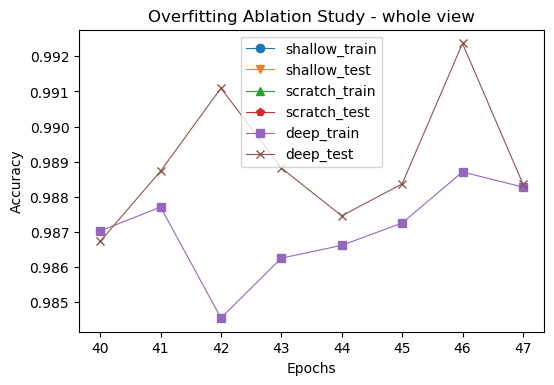 Overfitting Ablation Study - whole view
shallow_train
shallow_test
scratch_train
scratch_test
deep_train
deep_test
Accuracy
0.992
0.991
0.990
0.989
0.988
0.987
0.986
0.985
40 41 42 43 44 45 46 47
Epochs